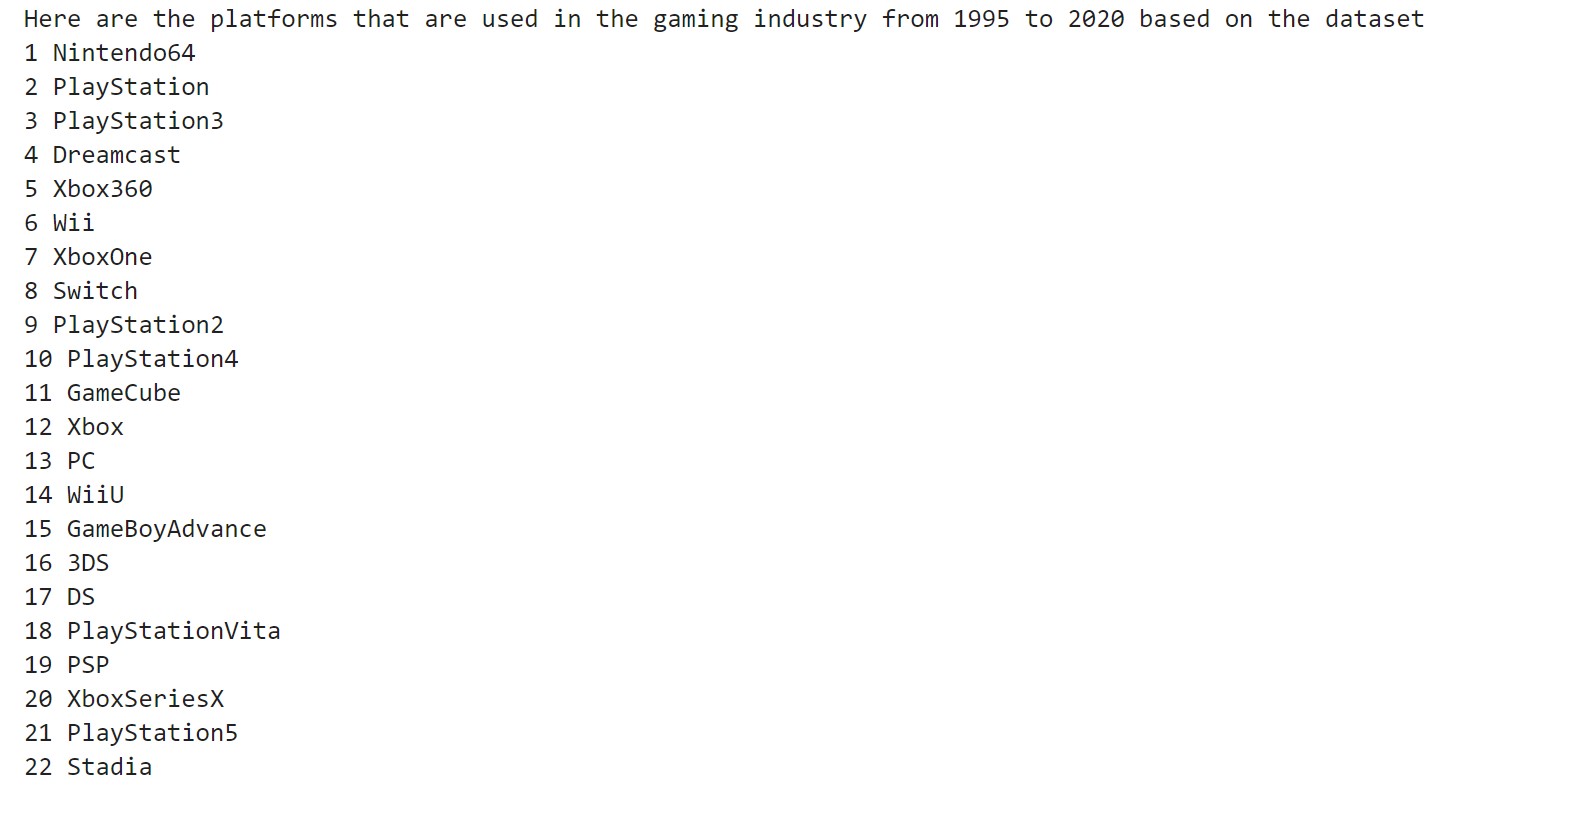 Here are the platforms that are used in the gaming industry from 1995 to 2020 based on the dataset
1 Nintendo64
2 PlayStation
3 PlayStation3
4 Dreamcast
5 Xbox360
6 Wii
7 XboxOne
8 Switch
9 PlayStation2
10 PlayStation4
11 GameCube
12 Xbox
13 PC
14 WiiU
15 GameBoyAdvance
16 3DS
17 DS
18 PlayStationVita
19 PSP
20 XboxSeriesX
21 PlayStation5
22 Stadia